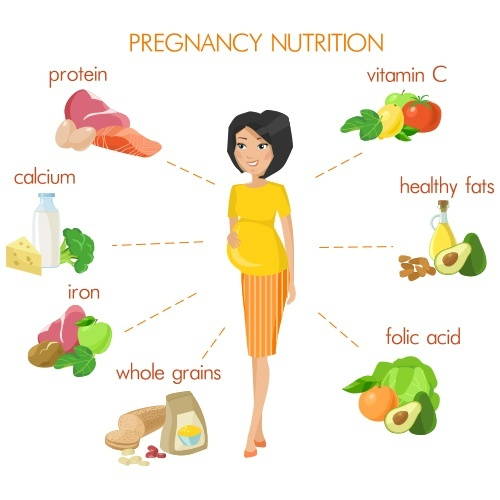 PREGNANCY NUTRITION
protein
vitamin C
calcium
healthy fats
iron
folic acid
whole grains